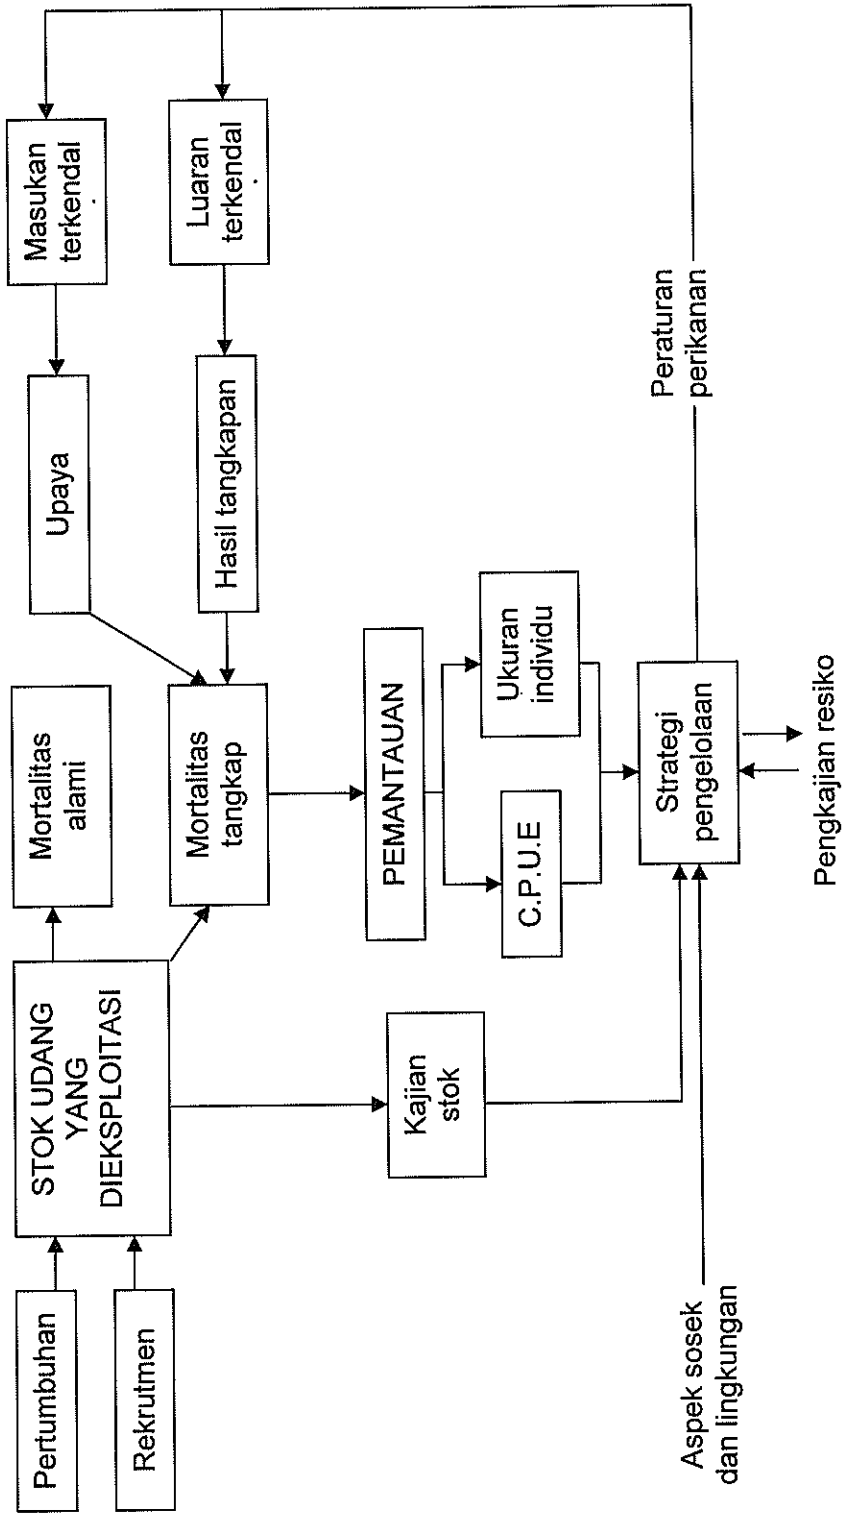 Pertumbuhan
Rekrutmen
STOK UDANG
YANG
DIEKSPLOITASI
Mortalitas
alami
Mortalitas
tangkap
Upaya
Hasil tangkapan
Masukan
terkendal
Luaran
terkendal
Kajian
stok
PEMANTAUAN
C.P.U.E
Ukuran
individu
Aspek sosek
dan lingkungan
Strategi
pengelolaan
Peraturan
perikanan
Pengkajian resiko